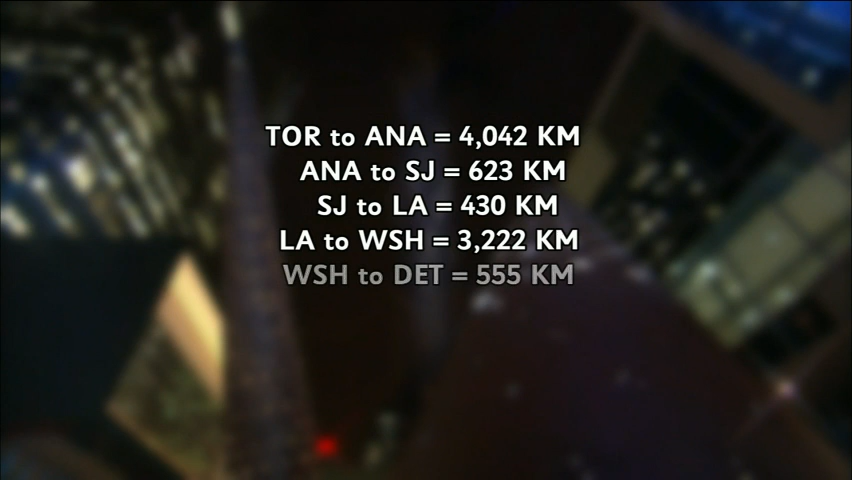 TOR to ANA = 4,042 KM
ANA to SJ = 623 KM
SJ to LA = 430 KM
LA to WSH = 3,222 KM
WSH to DET = 555 KM